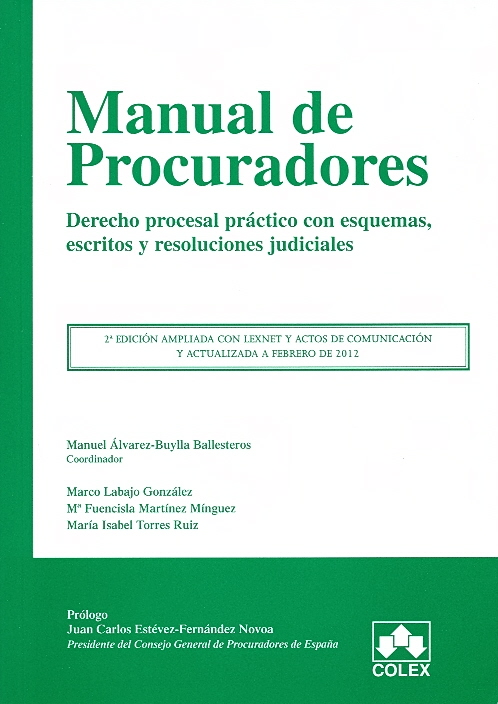 Manual de
Procuradores
Derecho procesal práctico con esquemas,
escritos y resoluciones judiciales
2ª EDICIÓN AMPLIADA CON LEXNET Y ACTOS DE COMUNICACIÓN
Y ACTUALIZADA A FEBRERO DE 2012
Manuel Álvarez-Buylla Ballesteros
Coordinador
Marco Labajo González
Mª Fuencisla Martínez Mínguez
María Isabel Torres Ruiz
Prólogo
Juan Carlos Estévez-Fernández Novoa
Presidente del Consejo General de Procuradores de España
COLEX